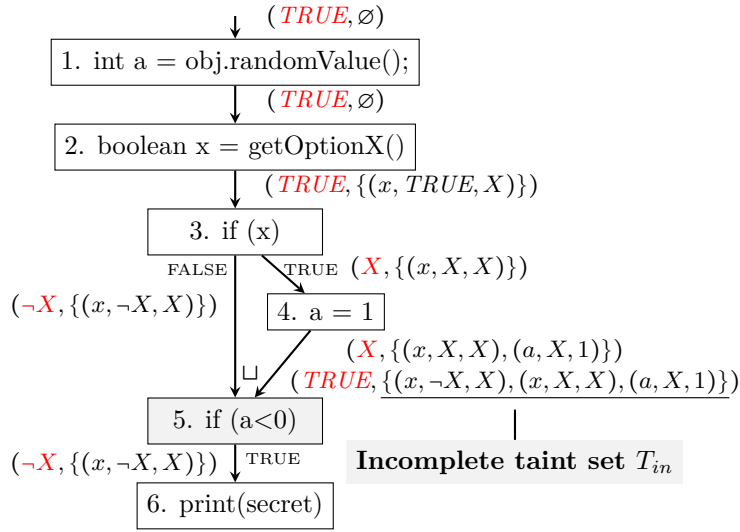 (TRUE, ∅)
1. int a = obj.randomValue();
(TRUE, ∅)
2. boolean x = getOptionX()
(TRUE, {(x, TRUE, X)})
3. if (x)
FALSE
TRUE
(X, {(x, X, X)})
(¬X, {(x, ¬X, X)})
4. a = 1
(X, {(x, X, X), (a, X, 1)})
⊔
(TRUE, {(x, ¬X, X), (x, X, X), (a, X, 1)})
5. if (a<0)
(¬X, {(x, ¬X, X)})
TRUE
Incomplete taint set T_in
6. print(secret)